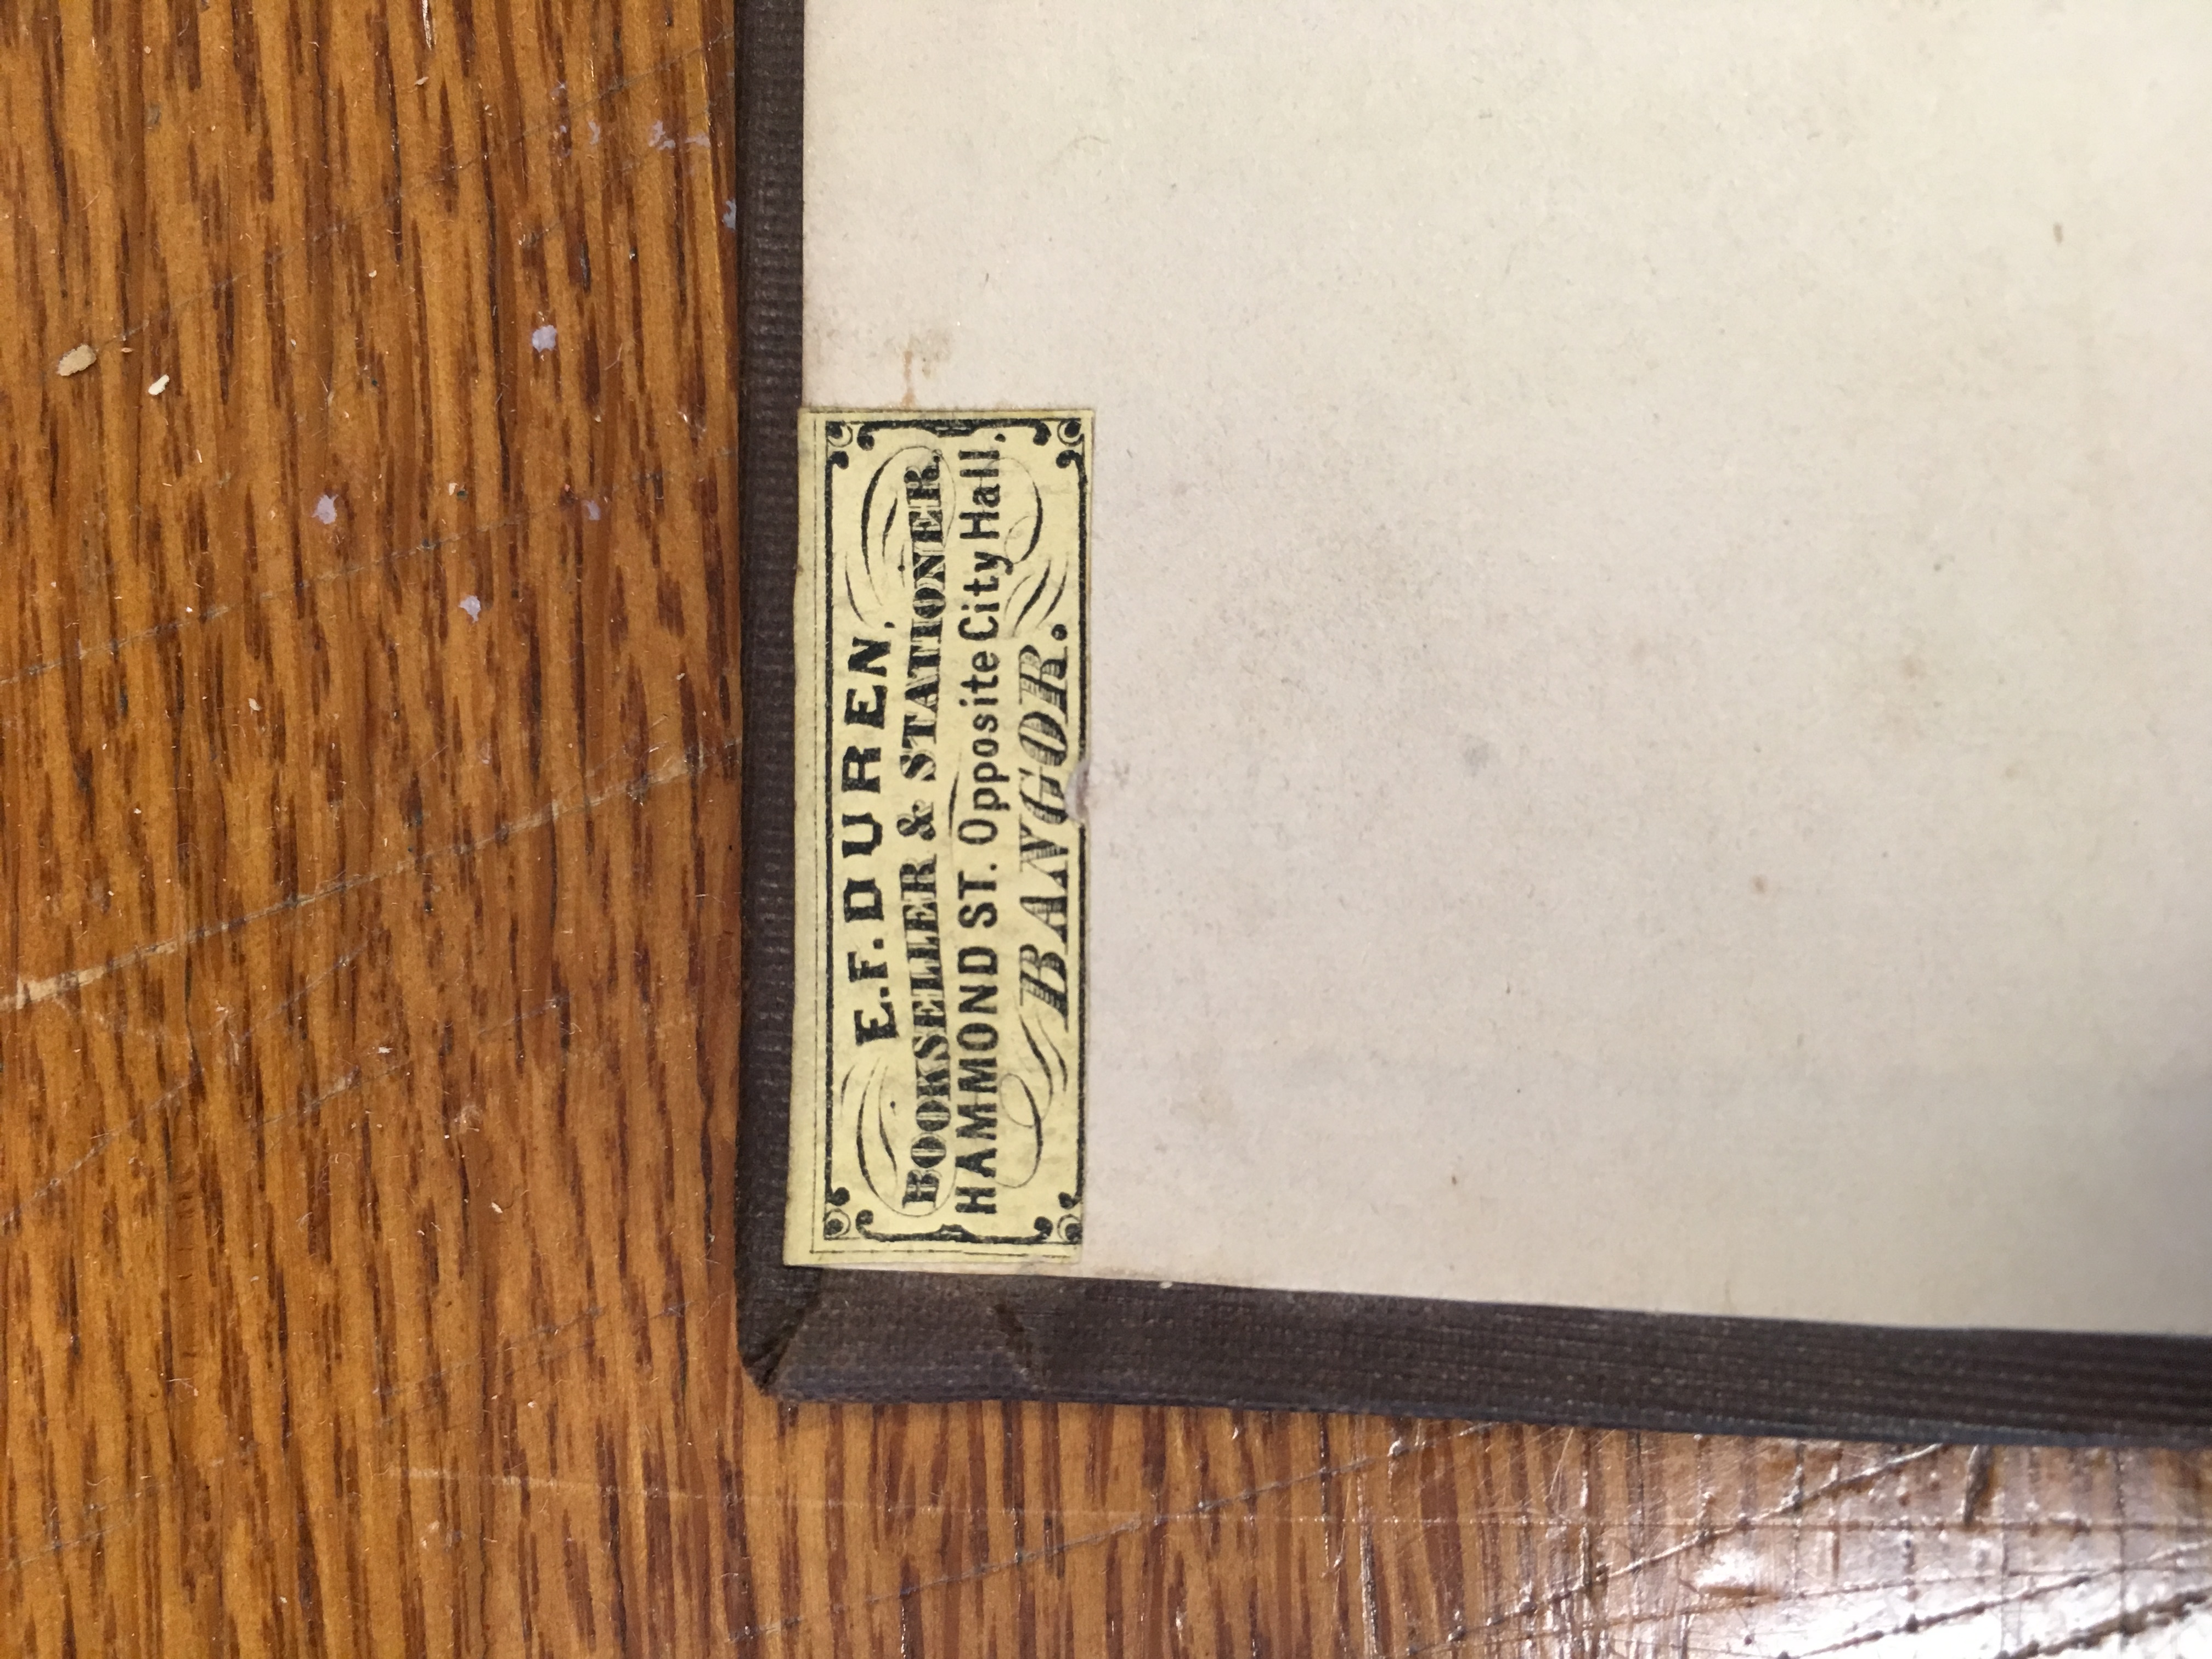 E.F. DUREN,
BOOKSELLER & STATIONER.
HAMMOND ST. Opposite City Hall,
BANGOR.